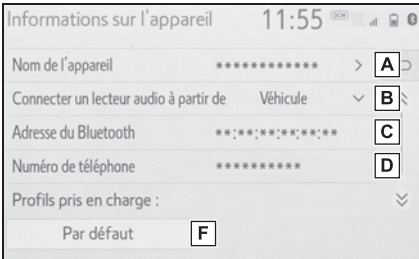 Informations sur l'appareil 11:55 DCM
Nom de l'appareil ************ > A
Connecter un lecteur audio à partir de Véhicule B
Adresse du Bluetooth **:**:**:**:**:** C
Numéro de téléphone ********** D
Profils pris en charge :
Par défaut F